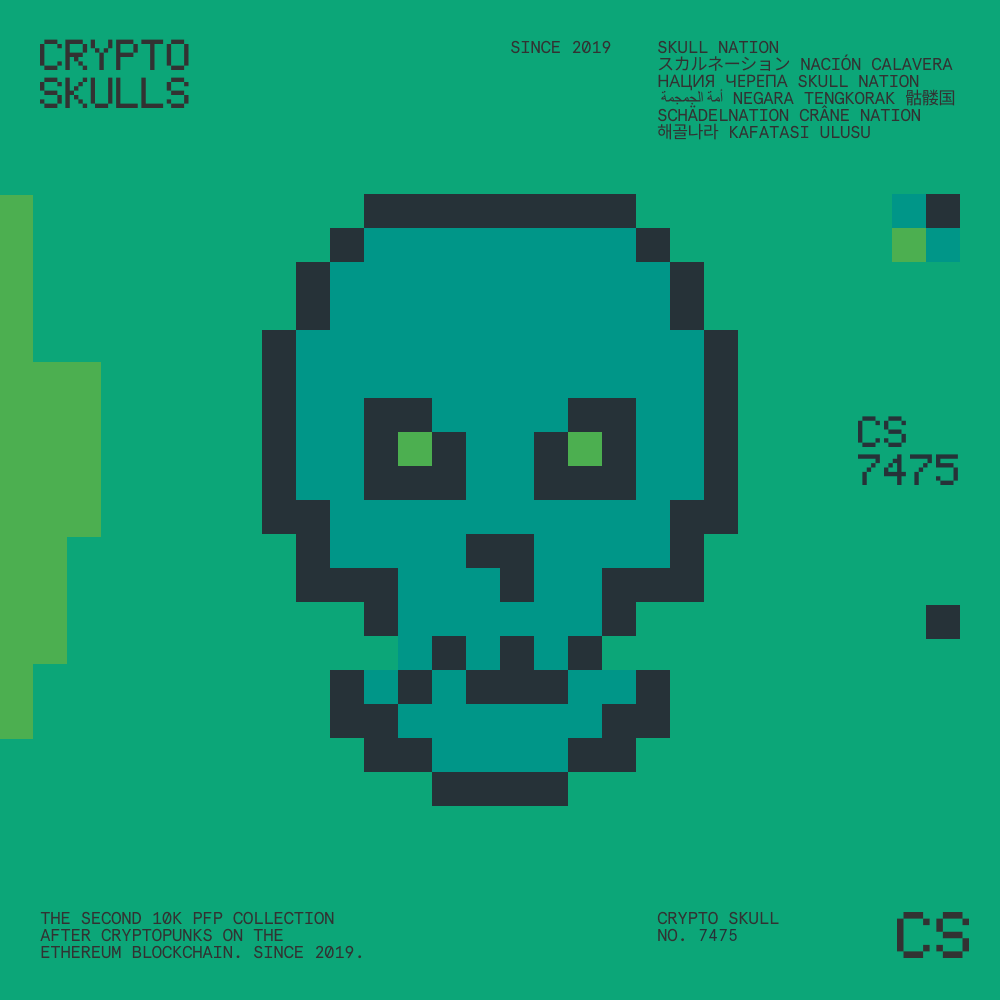 CRYPTO
SKULLS
SINCE 2019
SKULL NATION
スカルネーション NACIÓN CALAVERA
НАЦИЯ ЧЕРЕПА SKULL NATION
أمة الجمجمة NEGARA TENGKORAK 骷髅国
SCHÄDELNATION CRÂNE NATION
해골나라 KAFATASI ULUSU
CS
7475
THE SECOND 10K PFP COLLECTION
AFTER CRYPTOPUNKS ON THE
ETHEREUM BLOCKCHAIN. SINCE 2019.
CRYPTO SKULL
NO. 7475
CS